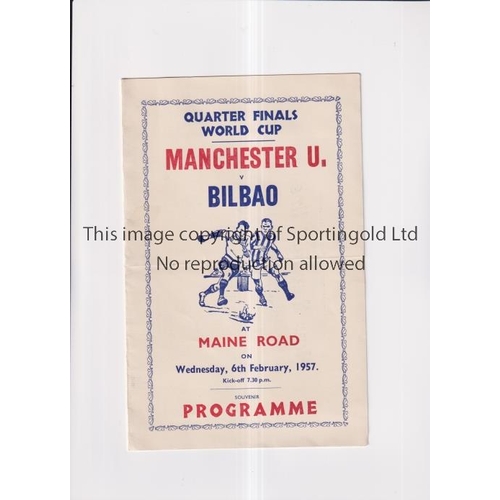 QUARTER FINALS
WORLD CUP
MANCHESTER U.
v
BILBAO
This image copyright of Sportingold Ltd
No reproduction allowed
AT
MAINE ROAD
ON
Wednesday, 6th February, 1957.
Kick-off 7.30 p.m.
SOUVENIR
PROGRAMME